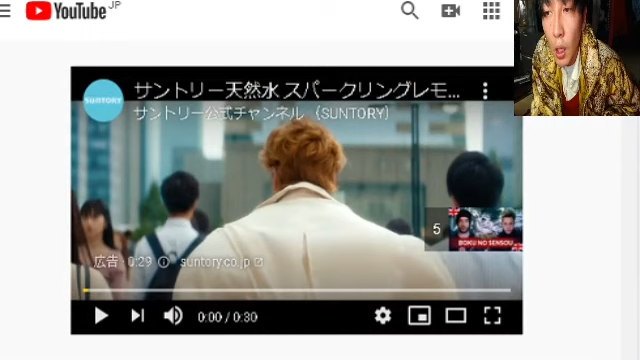 YouTube JP
SUNTORY
サントリー天然水 スパークリングレモ...
サントリー公式チャンネル (SUNTORY)
5
BOKU NO SENSOU
広告 0:29 suntory.co.jp
0:00 / 0:30